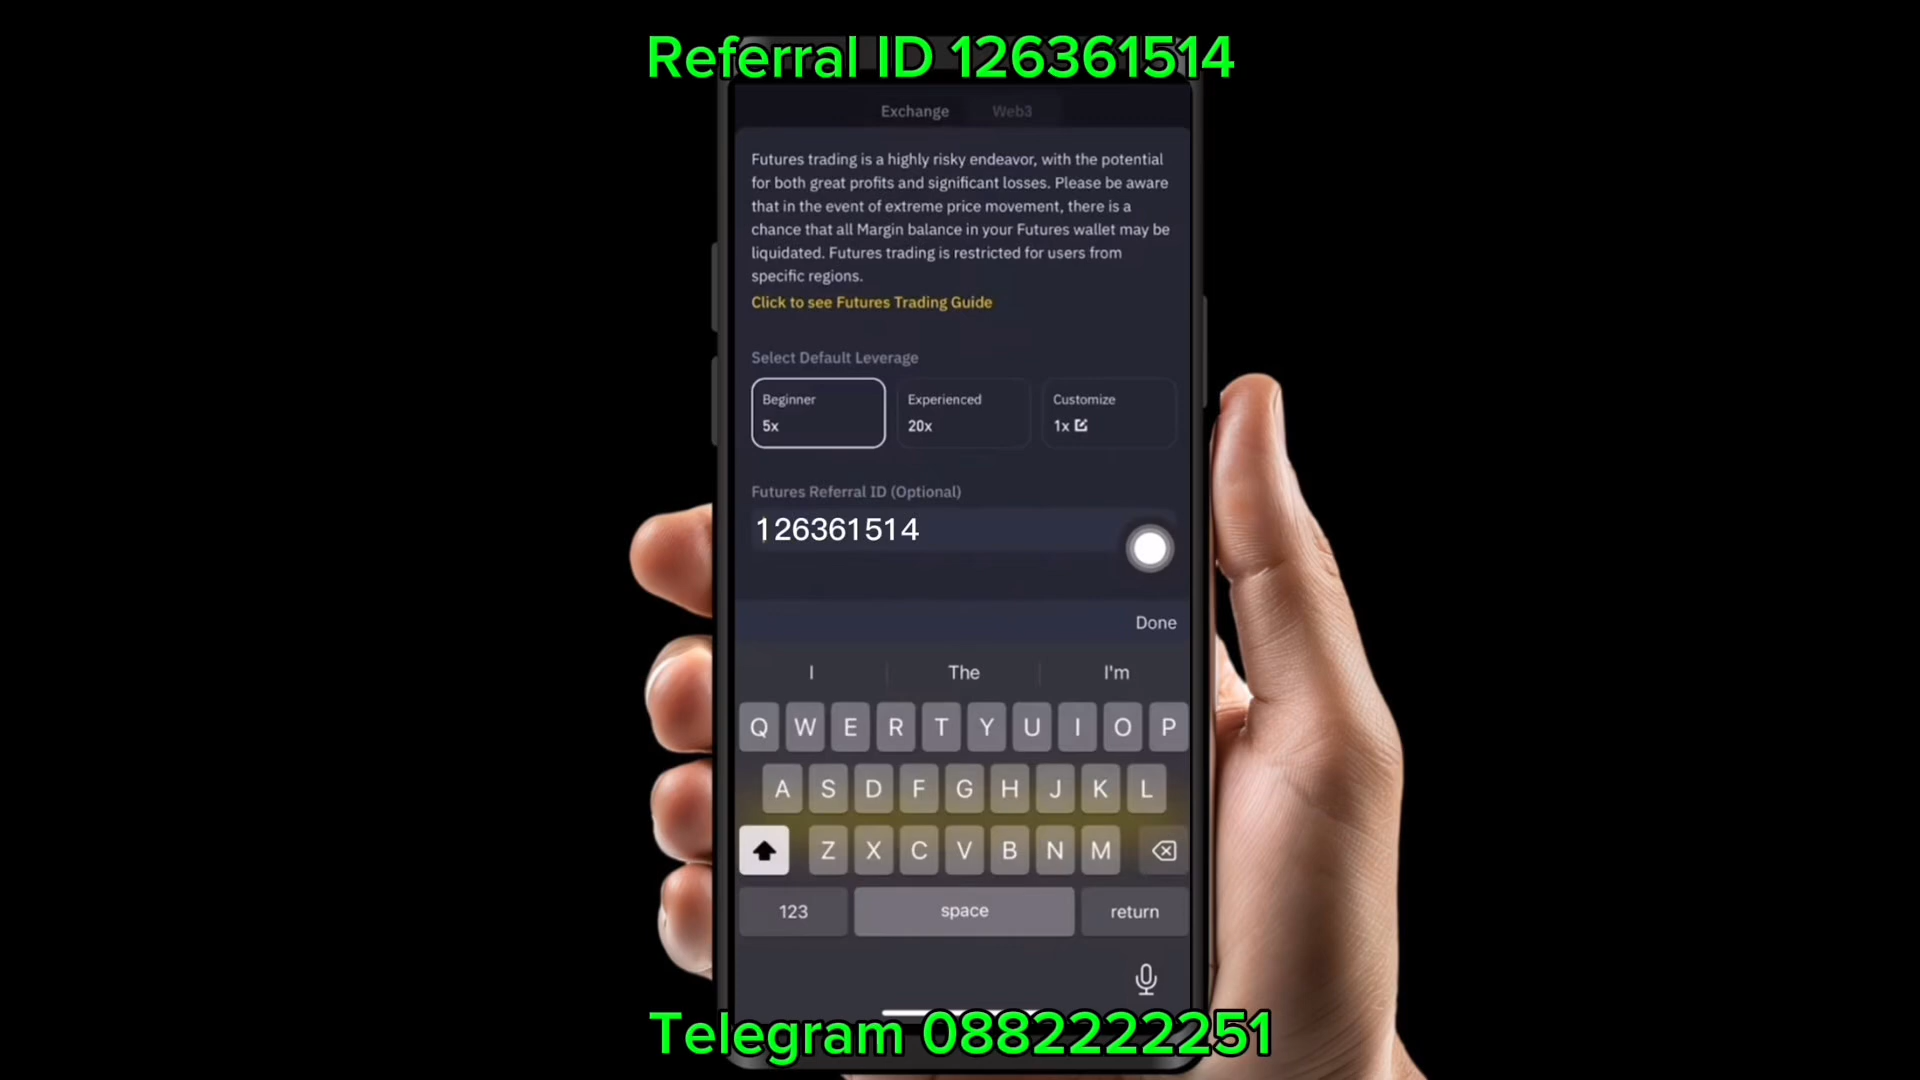 Referral ID 126361514
Exchange Web3
Futures trading is a highly risky endeavor, with the potential
for both great profits and significant losses. Please be aware
that in the event of extreme price movement, there is a
chance that all Margin balance in your Futures wallet may be
liquidated. Futures trading is restricted for users from
specific regions.
Click to see Futures Trading Guide
Select Default Leverage
Beginner Experienced Customize
5x 20x 1x
Futures Referral ID (Optional)
126361514
Done
I The I'm
Q W E R T Y U I O P
A S D F G H J K L
Z X C V B N M
123 space return
Telegram 0882222251